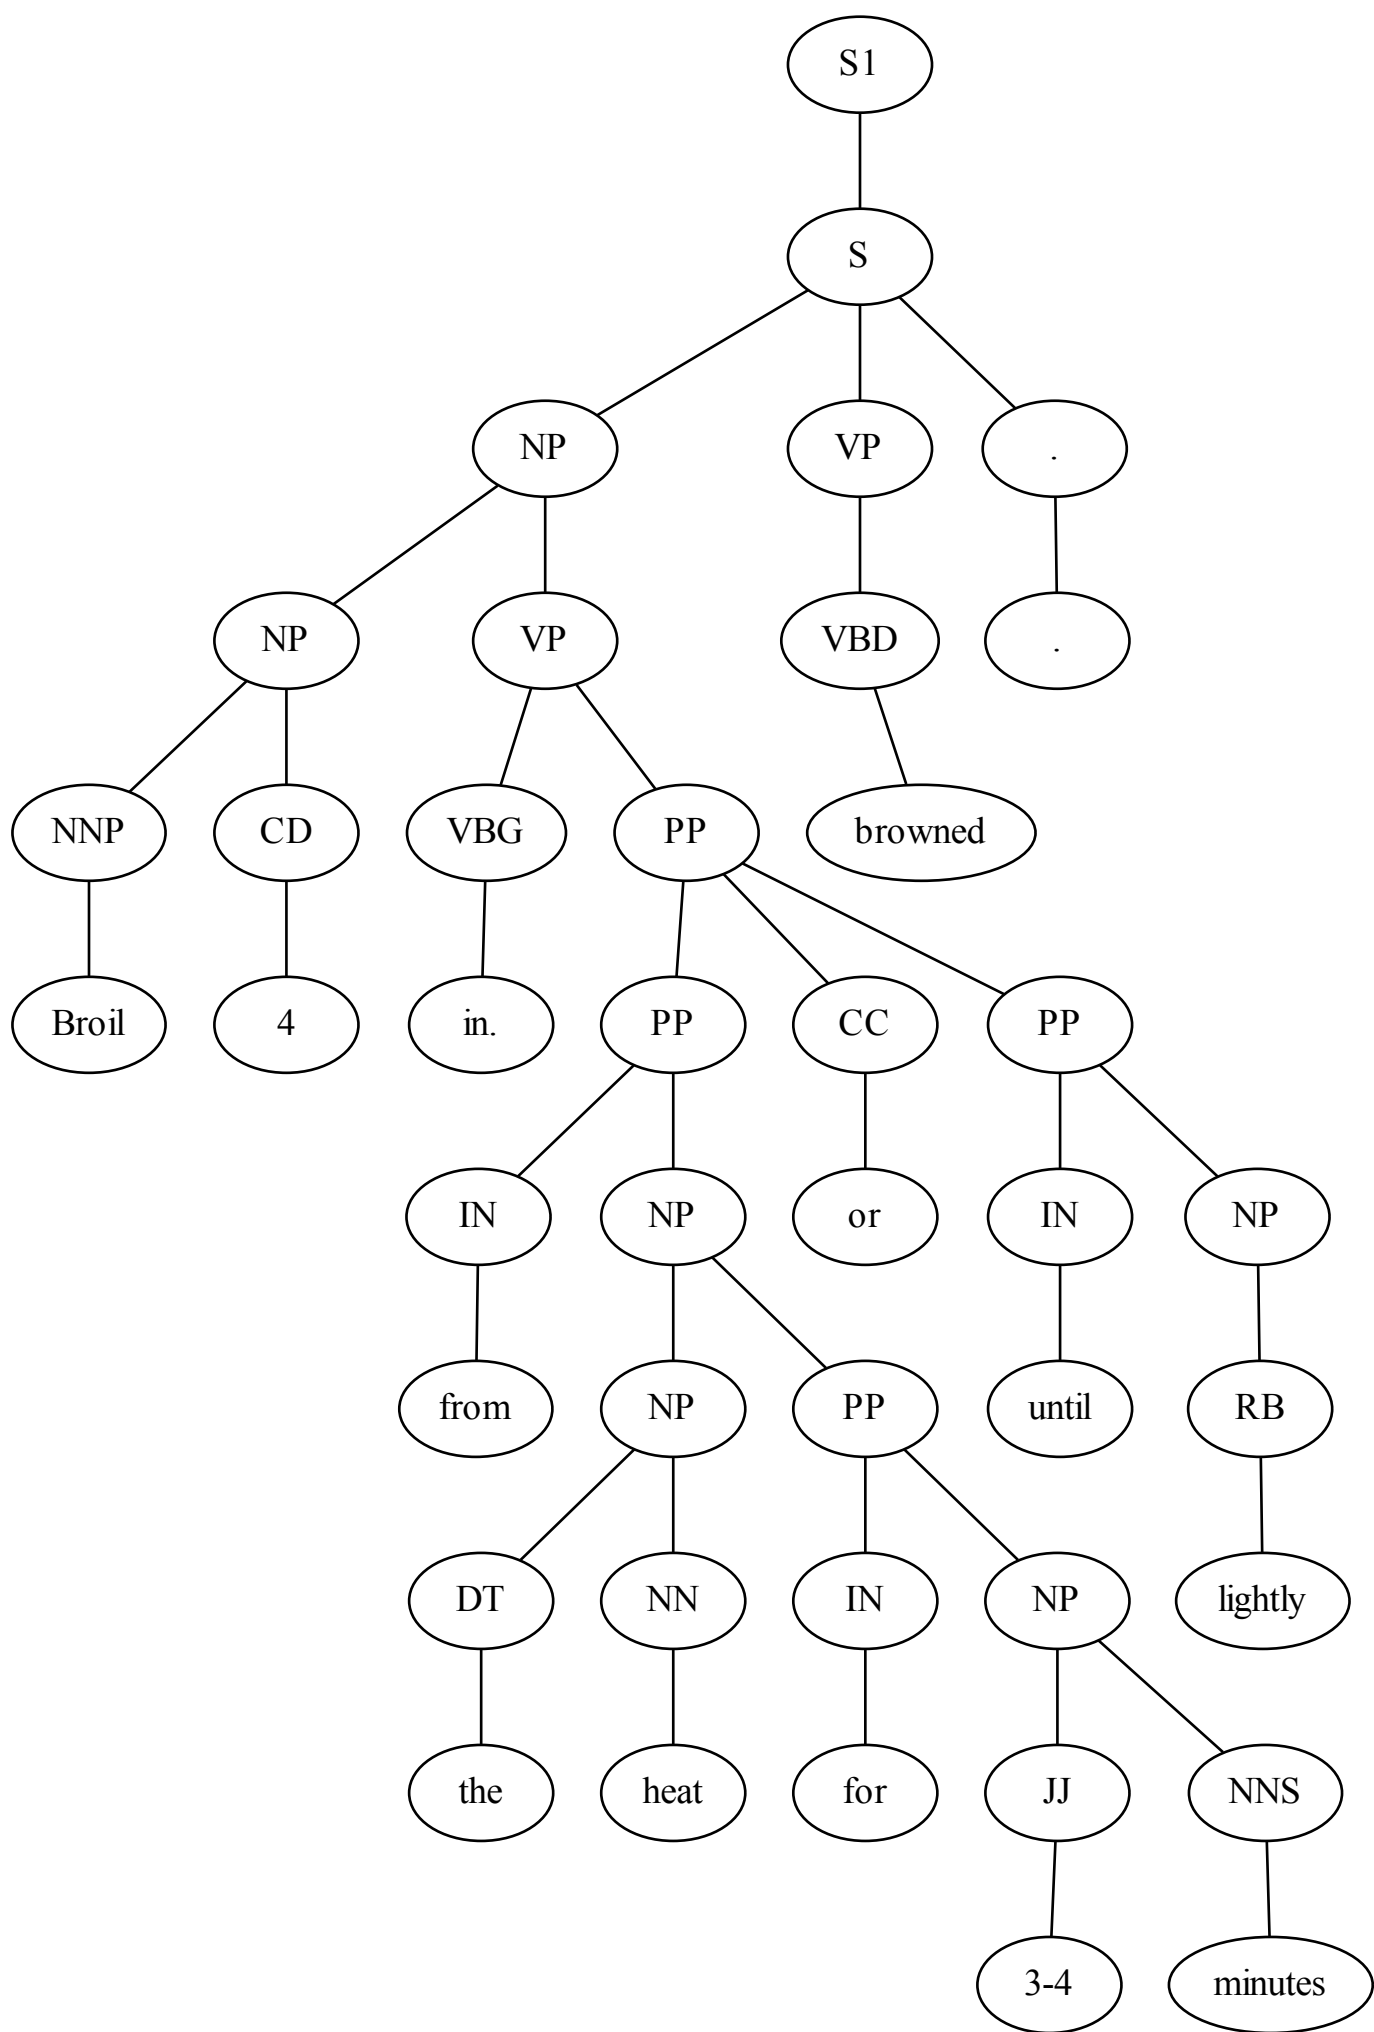 S1
S
NP VP .
NP VP VBD .
NNP CD VBG PP browned
Broil 4 in. PP CC PP
IN NP or IN NP
from NP PP until RB
DT NN IN NP lightly
the heat for JJ NNS
3-4 minutes